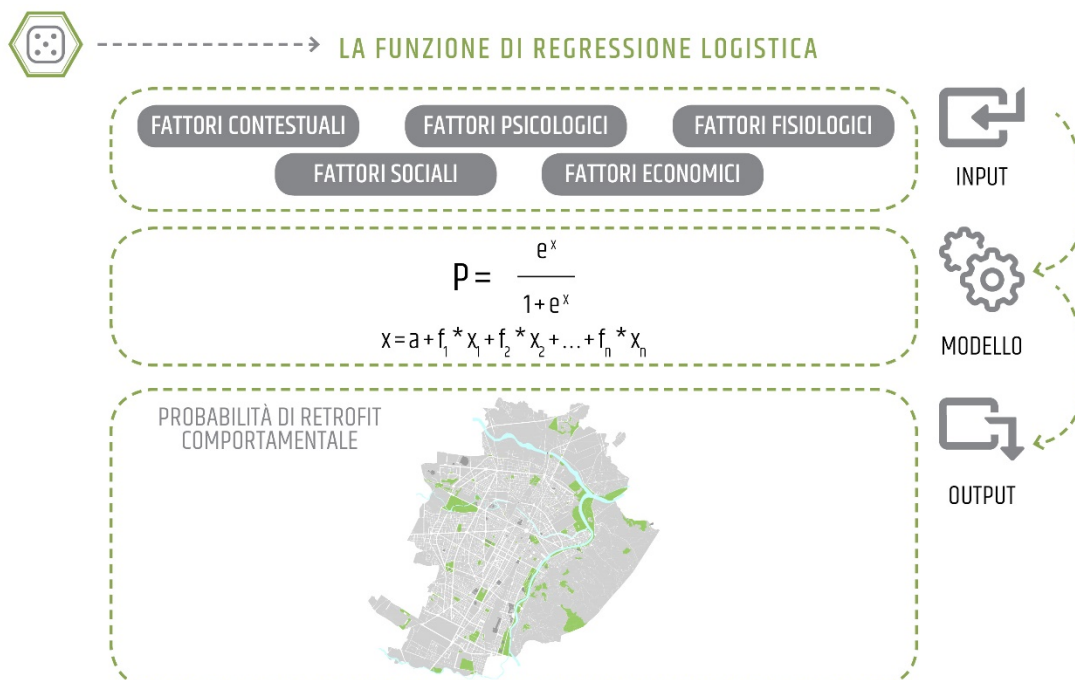 LA FUNZIONE DI REGRESSIONE LOGISTICA
FATTORI CONTESTUALI
FATTORI PSICOLOGICI
FATTORI FISIOLOGICI
FATTORI SOCIALI
FATTORI ECONOMICI
INPUT
P = e^x / 1 + e^x
x = a + f₁ * x₁ + f₂ * x₂ + ... + fₙ * xₙ
MODELLO
PROBABILITÀ DI RETROFIT
COMPORTAMENTALE
OUTPUT